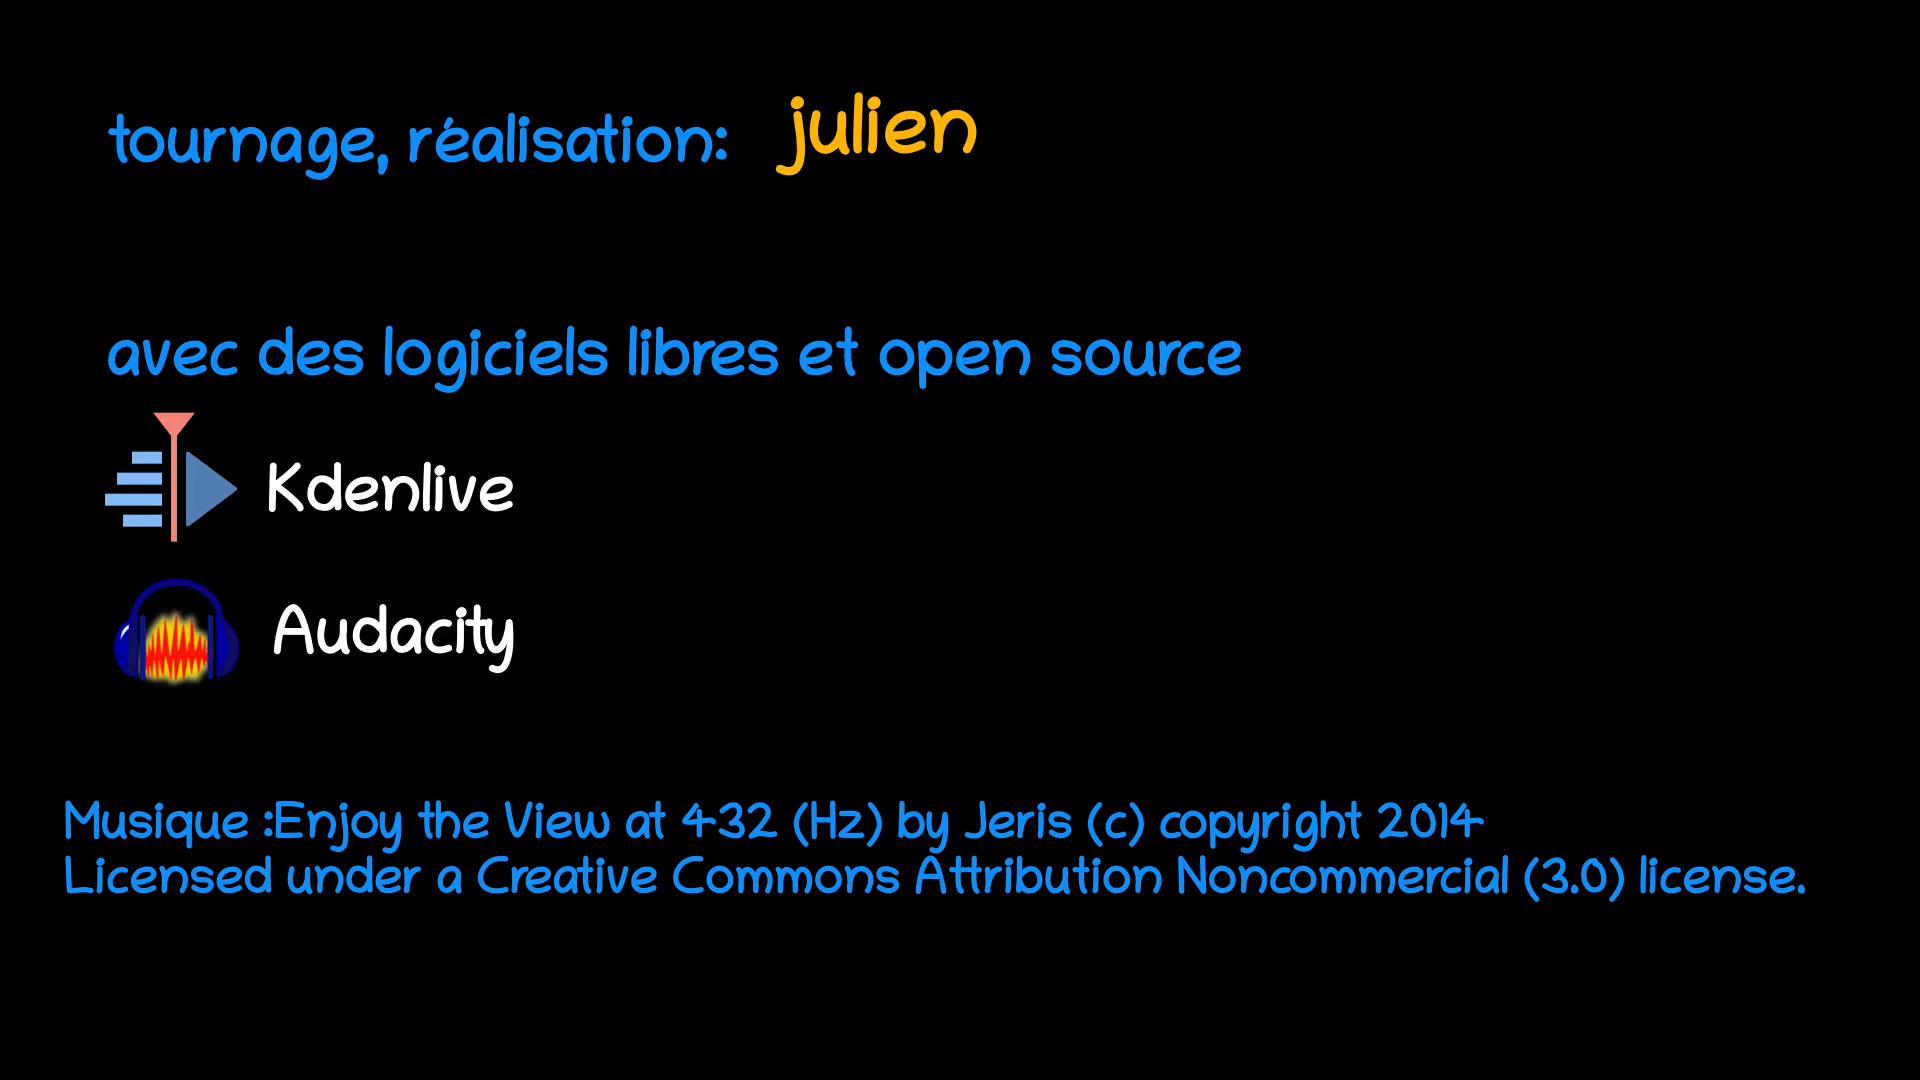 tournage, réalisation: julien
avec des logiciels libres et open source
Kdenlive
Audacity
Musique :Enjoy the View at 432 (Hz) by Jeris (c) copyright 2014
Licensed under a Creative Commons Attribution Noncommercial (3.0) license.